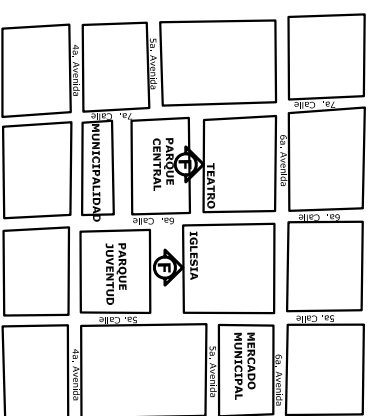 4a. Avenida
5a. Avenida
7a. Calle
7a. Calle
MUNICIPALIDAD
PARQUE
CENTRAL
F
TEATRO
6a. Avenida
6a. Calle
6a. Calle
PARQUE
JUVENTUD
F
IGLESIA
5a. Calle
5a. Calle
4a. Avenida
5a. Avenida
MERCADO
MUNICIPAL
6a. Avenida